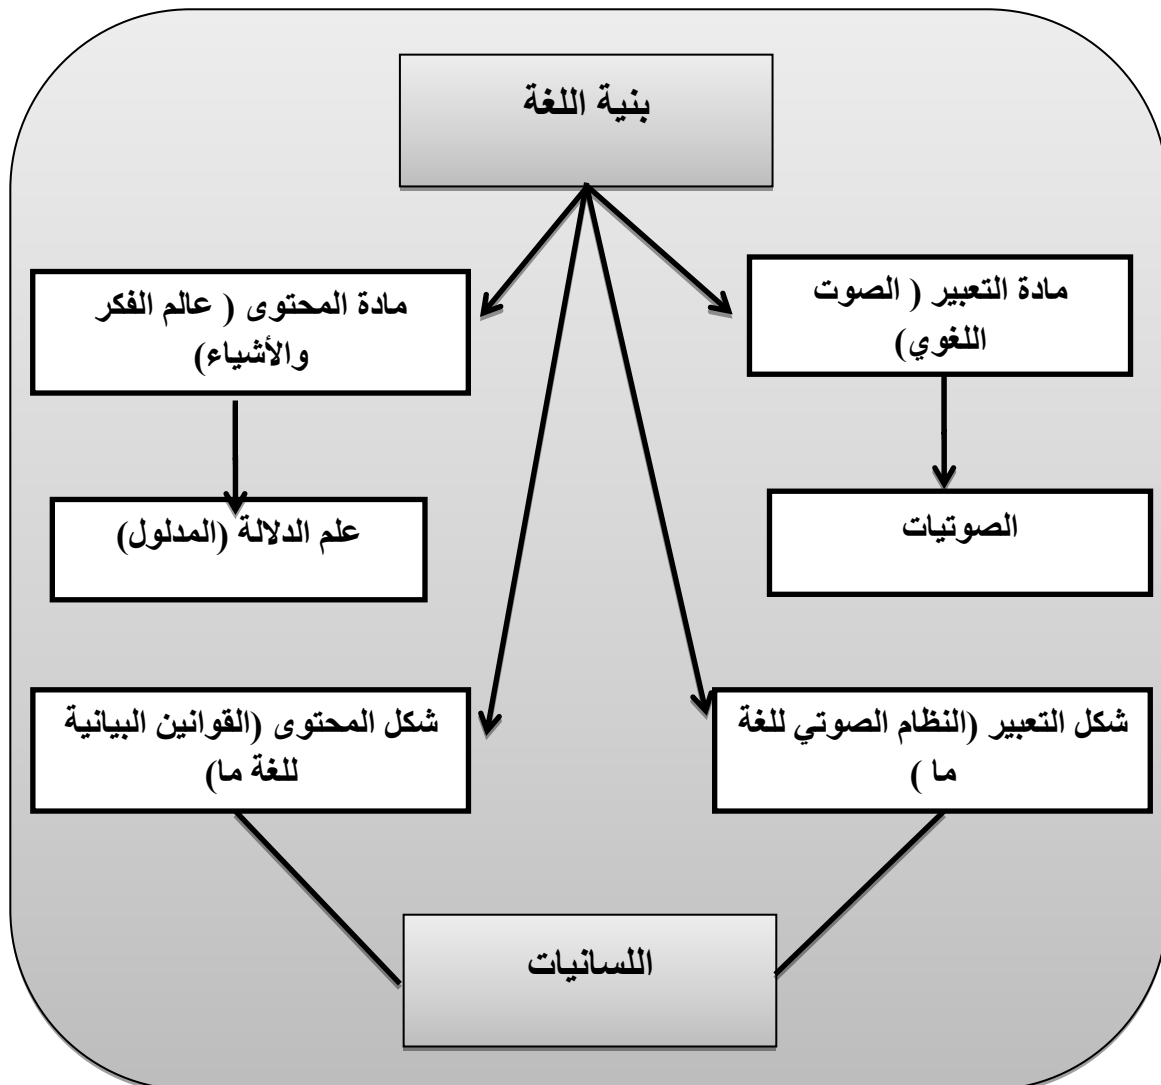 بنية اللغة
مادة التعبير ( الصوت
اللغوي)
مادة المحتوى ( عالم الفكر
والأشياء)
الصوتيات
علم الدلالة (المدلول)
شكل التعبير (النظام الصوتي للغة
ما )
شكل المحتوى (القوانين البيانية
للغة ما)
اللسانيات